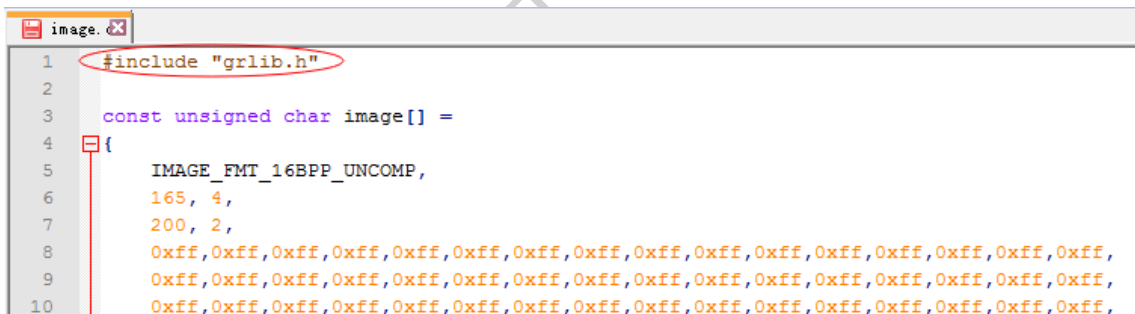 image.c
1 #include "grlib.h"
2
3 const unsigned char image[] =
4 {
5 IMAGE_FMT_16BPP_UNCOMP,
6 165, 4,
7 200, 2,
8 0xff,0xff,0xff,0xff,0xff,0xff,0xff,0xff,0xff,0xff,0xff,0xff,0xff,0xff,0xff,0xff,
9 0xff,0xff,0xff,0xff,0xff,0xff,0xff,0xff,0xff,0xff,0xff,0xff,0xff,0xff,0xff,0xff,
10 0xff,0xff,0xff,0xff,0xff,0xff,0xff,0xff,0xff,0xff,0xff,0xff,0xff,0xff,0xff,0xff,